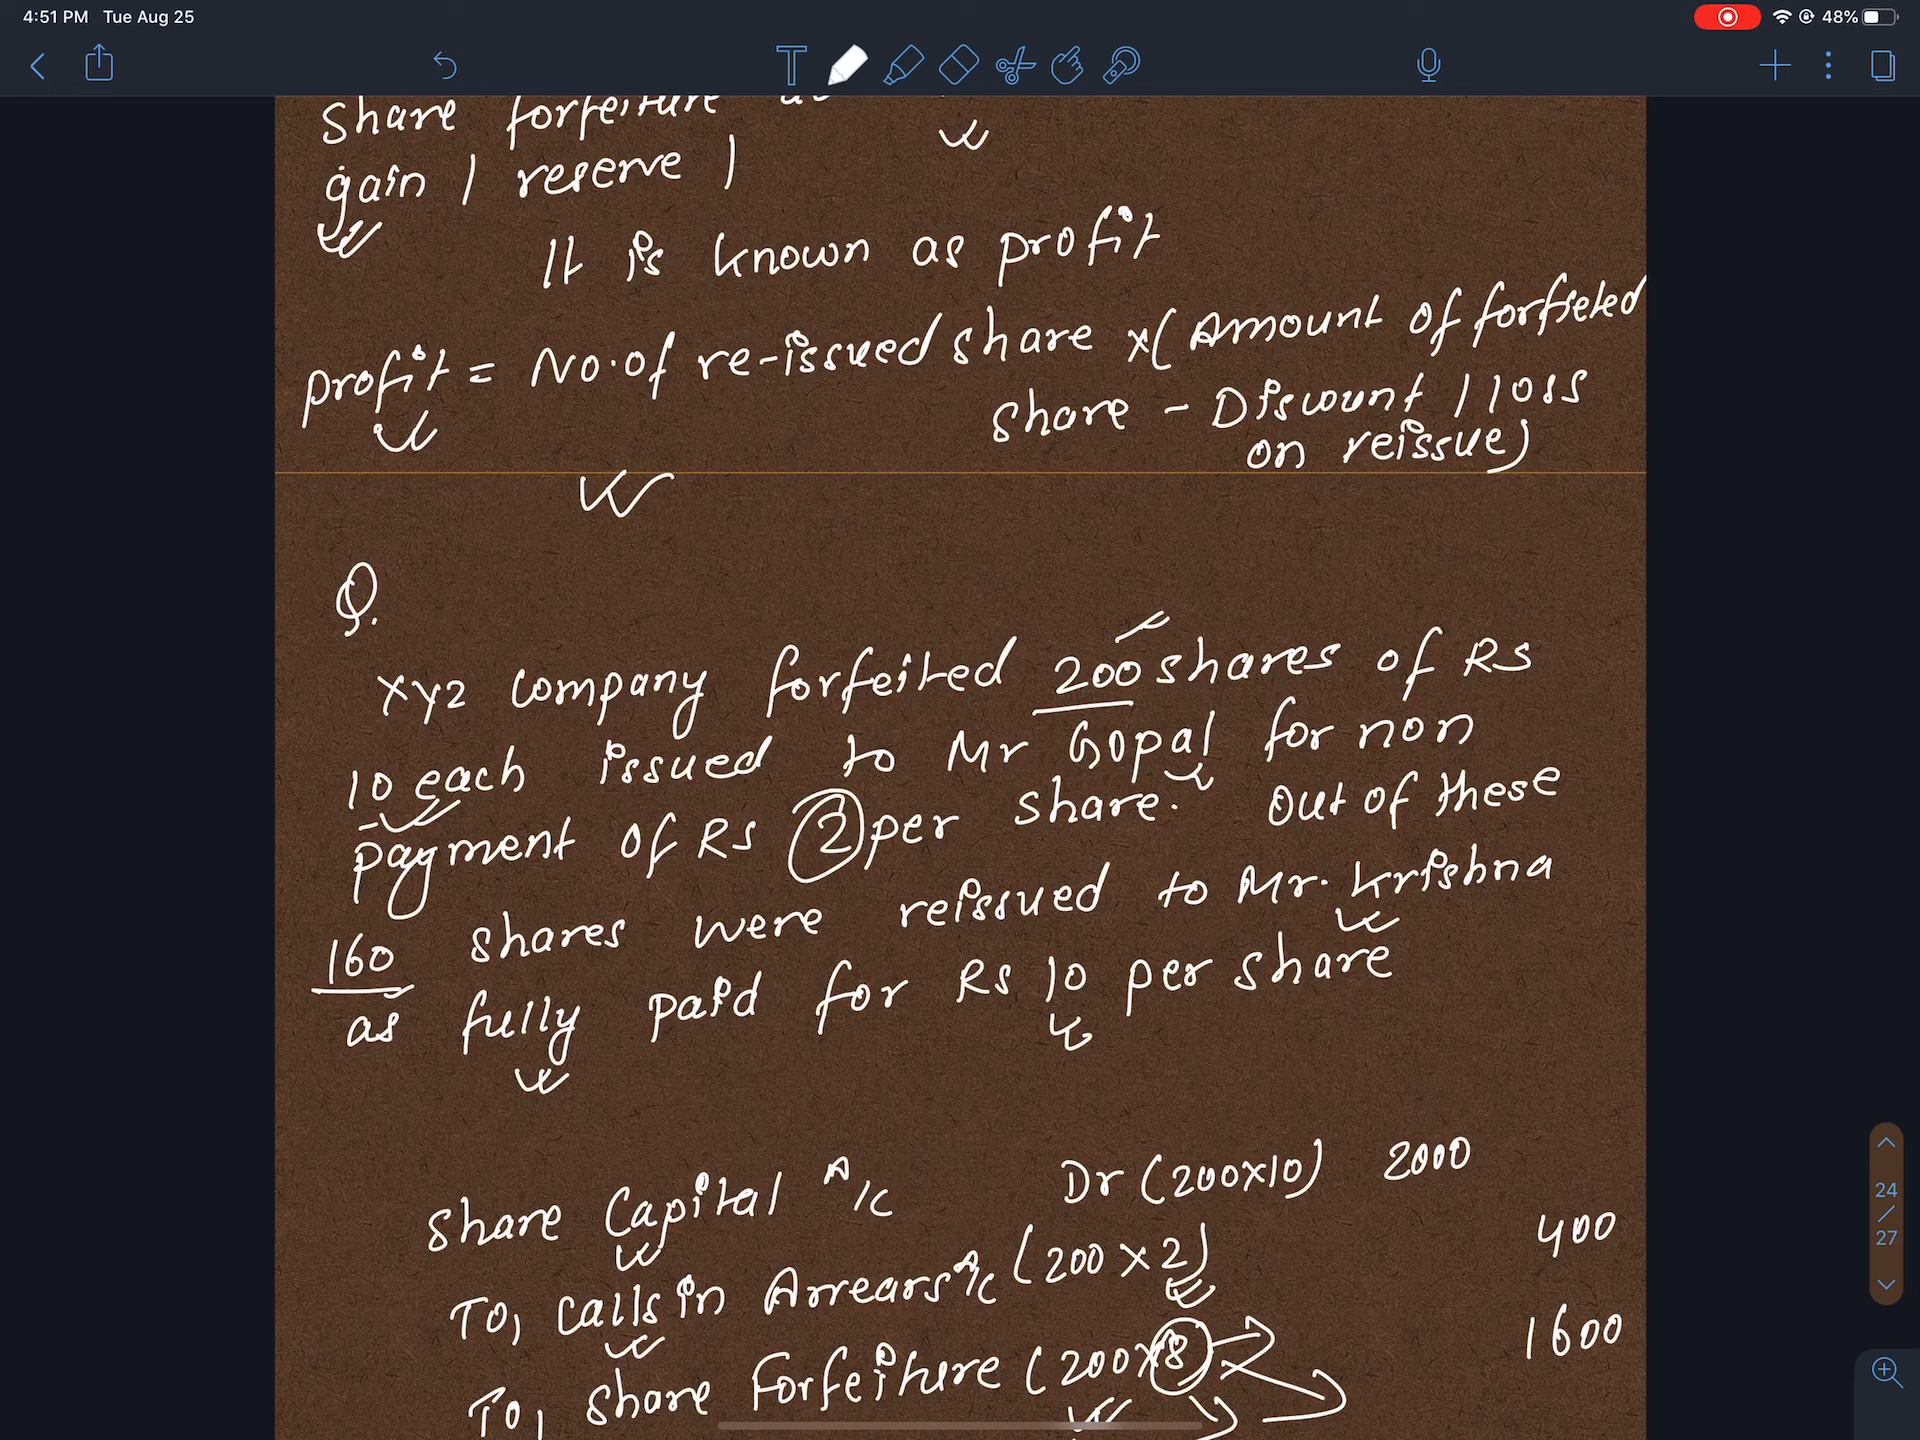 4:51 PM Tue Aug 25
48%
Share forfeiture
gain / reserve )
It is known as profit
profit = No. of re-issued share x ( Amount of forfieted
share - Discount / loss
on reissue)
Q.
XYZ Company forfeited 200 shares of RS
10 each issued to Mr Gopal for non
payment of RS 2 per share. Out of these
160 shares were reissued to Mr. Krishna
as fully paid for RS 10 per share
Share Capital A/c Dr (200x10) 2000
To, Calls in Arrears A/c (200 x 2) 400
To, Share Forfeiture (200x8) 1600
24
/
27